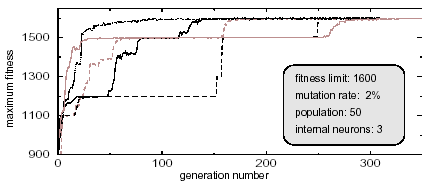 maximum fitness
1500
1300
1100
900
fitness limit: 1600
mutation rate: 2%
population: 50
internal neurons: 3
0 100 200 300
generation number